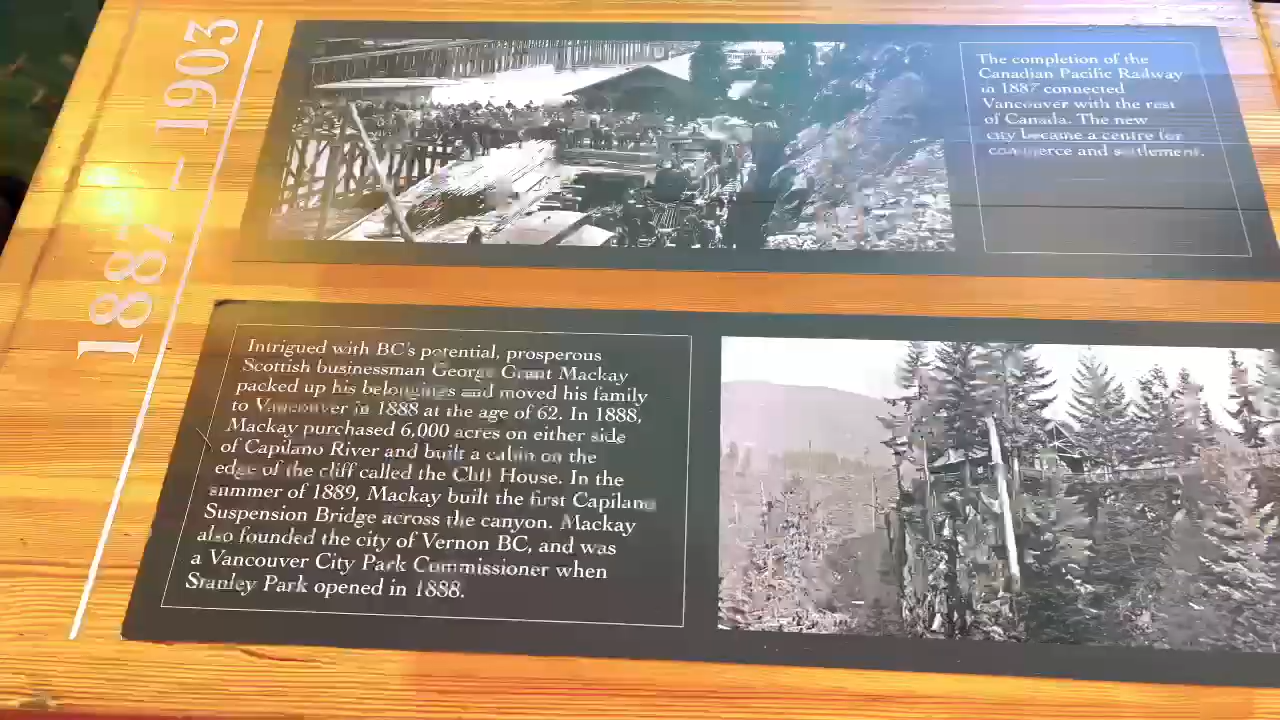 1887 - 1903
The completion of the
Canadian Pacific Railway
in 1887 connected
Vancouver with the rest
of Canada. The new
city became a centre for
commerce and settlement.
Intrigued with BC's potential, prosperous
Scottish businessman George Grant Mackay
packed up his belongings and moved his family
to Vancouver in 1888 at the age of 62. In 1888,
Mackay purchased 6,000 acres on either side
of Capilano River and built a cabin on the
edge of the cliff called the Cliff House. In the
summer of 1889, Mackay built the first Capilano
Suspension Bridge across the canyon. Mackay
also founded the city of Vernon BC, and was
a Vancouver City Park Commissioner when
Stanley Park opened in 1888.